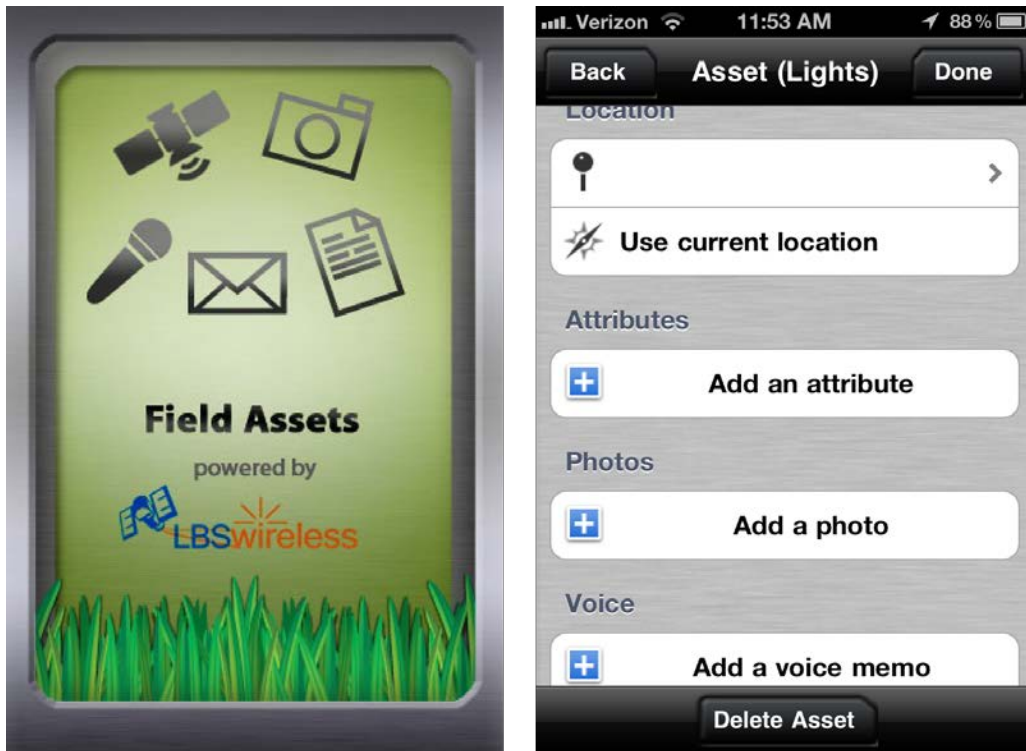 Field Assets
powered by
LBSwireless
Verizon 11:53 AM 88%
Back Asset (Lights) Done
Location
Use current location
Attributes
Add an attribute
Photos
Add a photo
Voice
Add a voice memo
Delete Asset